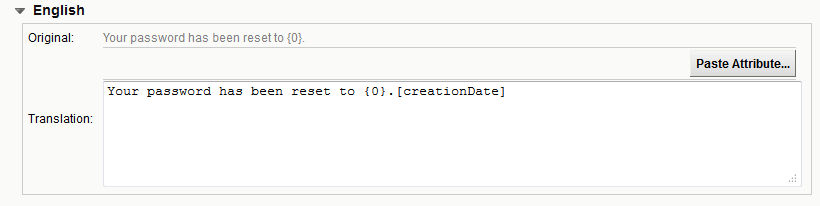 English
Original: Your password has been reset to {0}.
Paste Attribute...
Your password has been reset to {0}.[creationDate]
Translation: